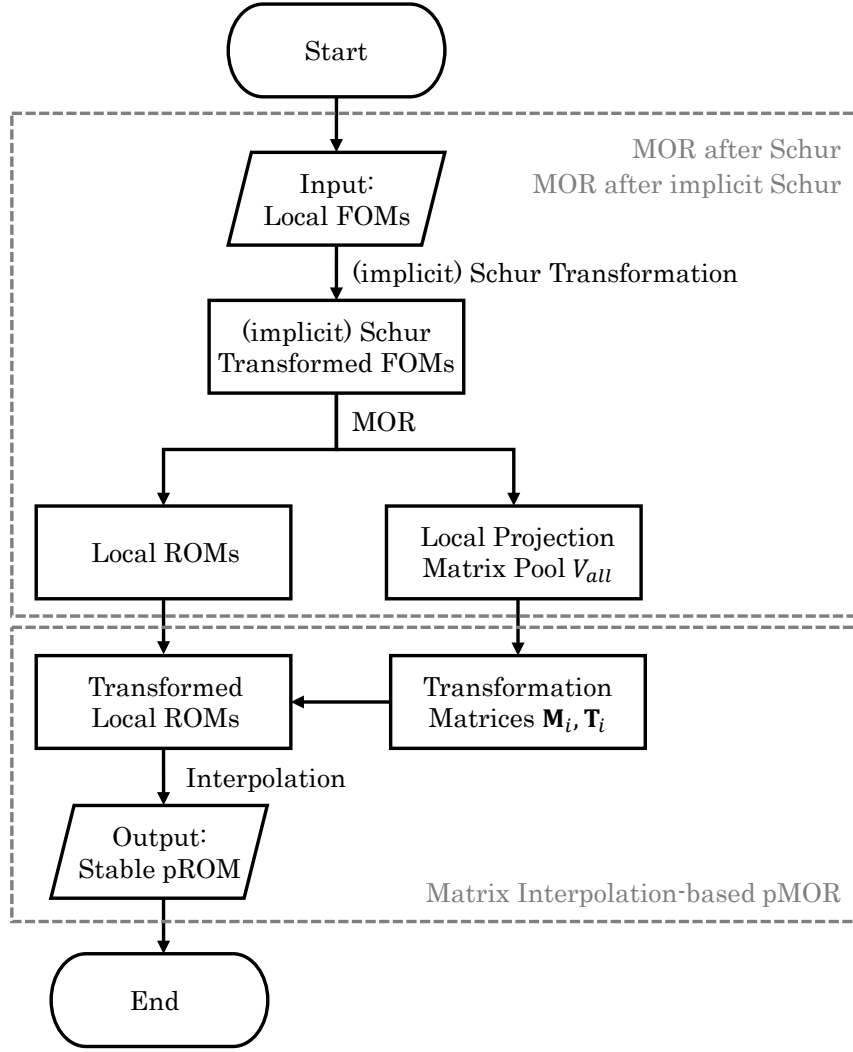 Start
MOR after Schur
MOR after implicit Schur
Input:
Local FOMs
(implicit) Schur Transformation
(implicit) Schur
Transformed FOMs
MOR
Local ROMs
Local Projection
Matrix Pool V_all
Transformed
Local ROMs
Transformation
Matrices M_i, T_i
Interpolation
Output:
Stable pROM
Matrix Interpolation-based pMOR
End